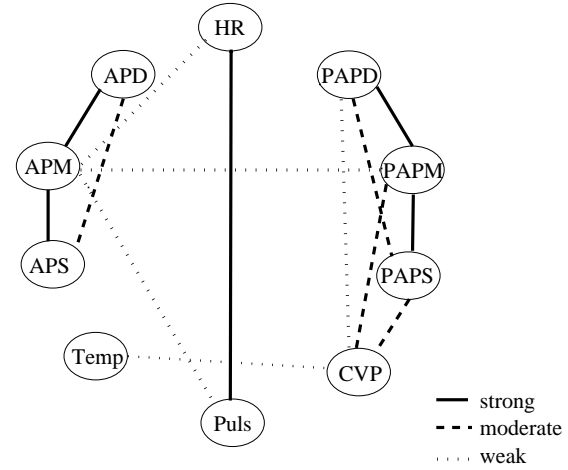 HR
APD
PAPD
APM
PAPM
APS
PAPS
Temp
CVP
Puls
strong
moderate
weak